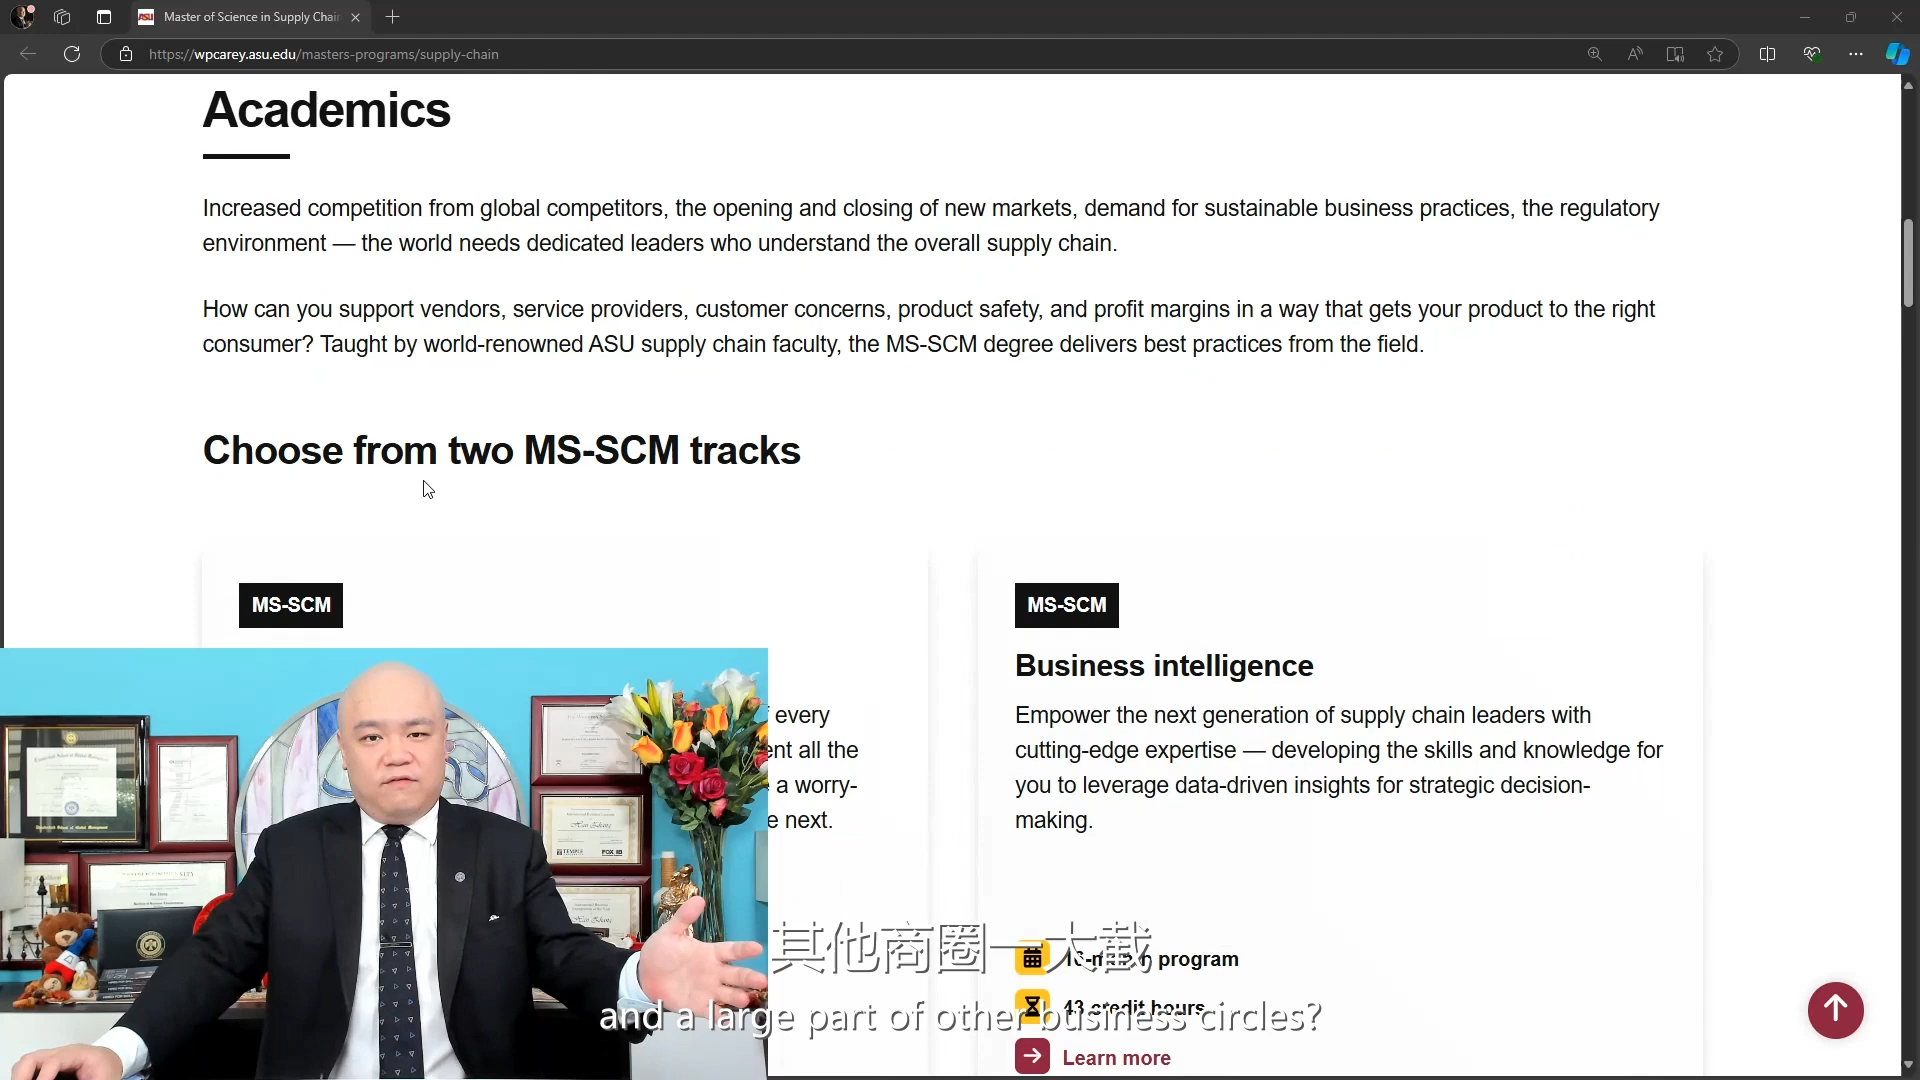 Master of Science in Supply Chain
https://wpcarey.asu.edu/masters-programs/supply-chain
Academics
Increased competition from global competitors, the opening and closing of new markets, demand for sustainable business practices, the regulatory
environment — the world needs dedicated leaders who understand the overall supply chain.
How can you support vendors, service providers, customer concerns, product safety, and profit margins in a way that gets your product to the right
consumer? Taught by world-renowned ASU supply chain faculty, the MS-SCM degree delivers best practices from the field.
Choose from two MS-SCM tracks
MS-SCM
every
ent all the
a worry-
e next.
MS-SCM
Business intelligence
Empower the next generation of supply chain leaders with
cutting-edge expertise — developing the skills and knowledge for
you to leverage data-driven insights for strategic decision-
making.
program
43 credit hours
Learn more
其他商圈一大截
and a large part of other business circles?